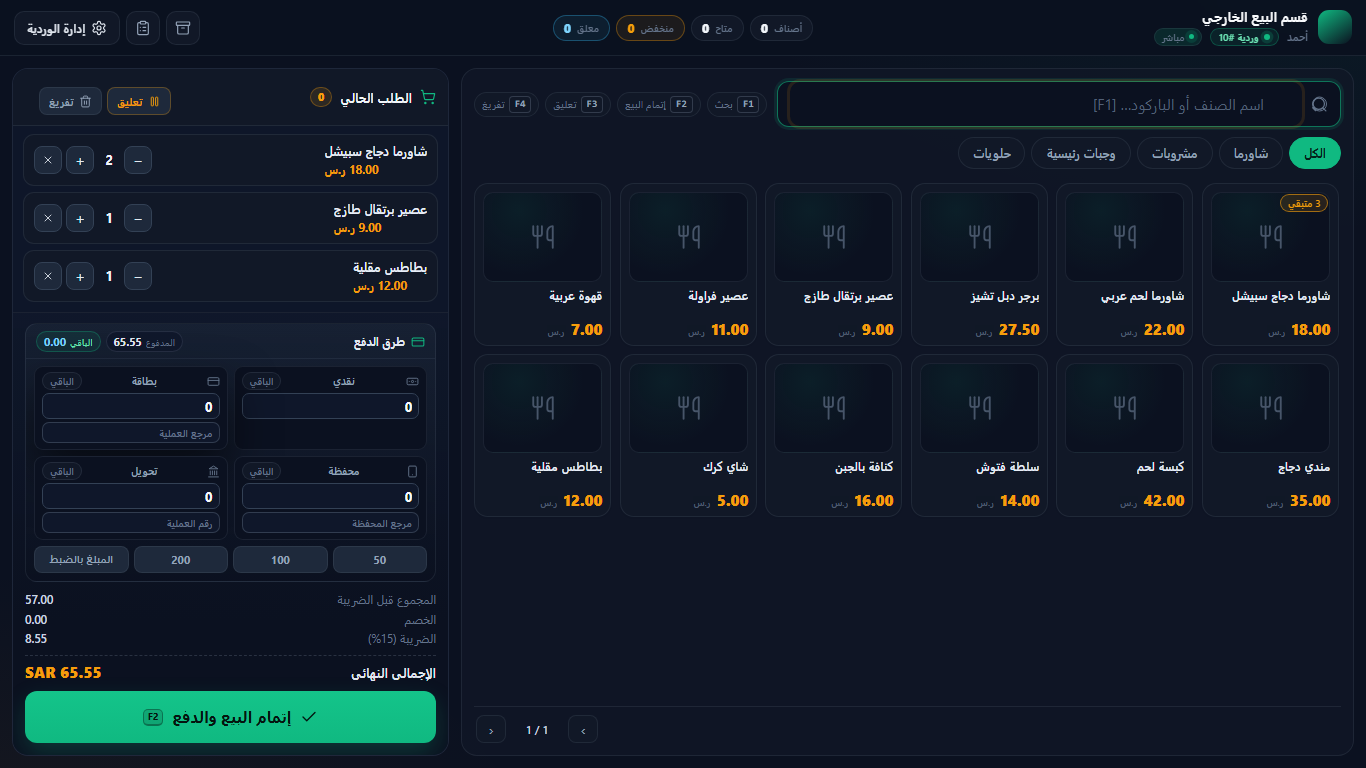 قسم البيع الخارجي
أحمد
وردية #10
مباشر
أصناف 0
متاح 0
منخفض 0
معلق 0
إدارة الوردية
اسم الصنف أو الباركود... [F1]
F1 بحث
F2 إتمام البيع
F3 تعليق
F4 تفريغ
الكل
شاورما
مشروبات
وجبات رئيسية
حلويات
3 متبقي
شاورما دجاج سبيشل
18.00 ر.س
شاورما لحم عربي
22.00 ر.س
برجر دبل تشيز
27.50 ر.س
عصير برتقال طازج
9.00 ر.س
عصير فراولة
11.00 ر.س
قهوة عربية
7.00 ر.س
مندي دجاج
35.00 ر.س
كبسة لحم
42.00 ر.س
سلطة فتوش
14.00 ر.س
كنافة بالجبن
16.00 ر.س
شاي كرك
5.00 ر.س
بطاطس مقلية
12.00 ر.س
‹ 1 / 1 ›
الطلب الحالي 0
تعليق
تفريغ
شاورما دجاج سبيشل
18.00 ر.س
− 2 + ×
عصير برتقال طازج
9.00 ر.س
− 1 + ×
بطاطس مقلية
12.00 ر.س
− 1 + ×
طرق الدفع
المدفوع 65.55
الباقي 0.00
نقدي
الباقي
0
بطاقة
الباقي
0
مرجع العملية
محفظة
الباقي
0
مرجع المحفظة
تحويل
الباقي
0
رقم العملية
50
100
200
المبلغ بالضبط
المجموع قبل الضريبة 57.00
الخصم 0.00
الضريبة (15%) 8.55
الإجمالي النهائي SAR 65.55
إتمام البيع والدفع F2